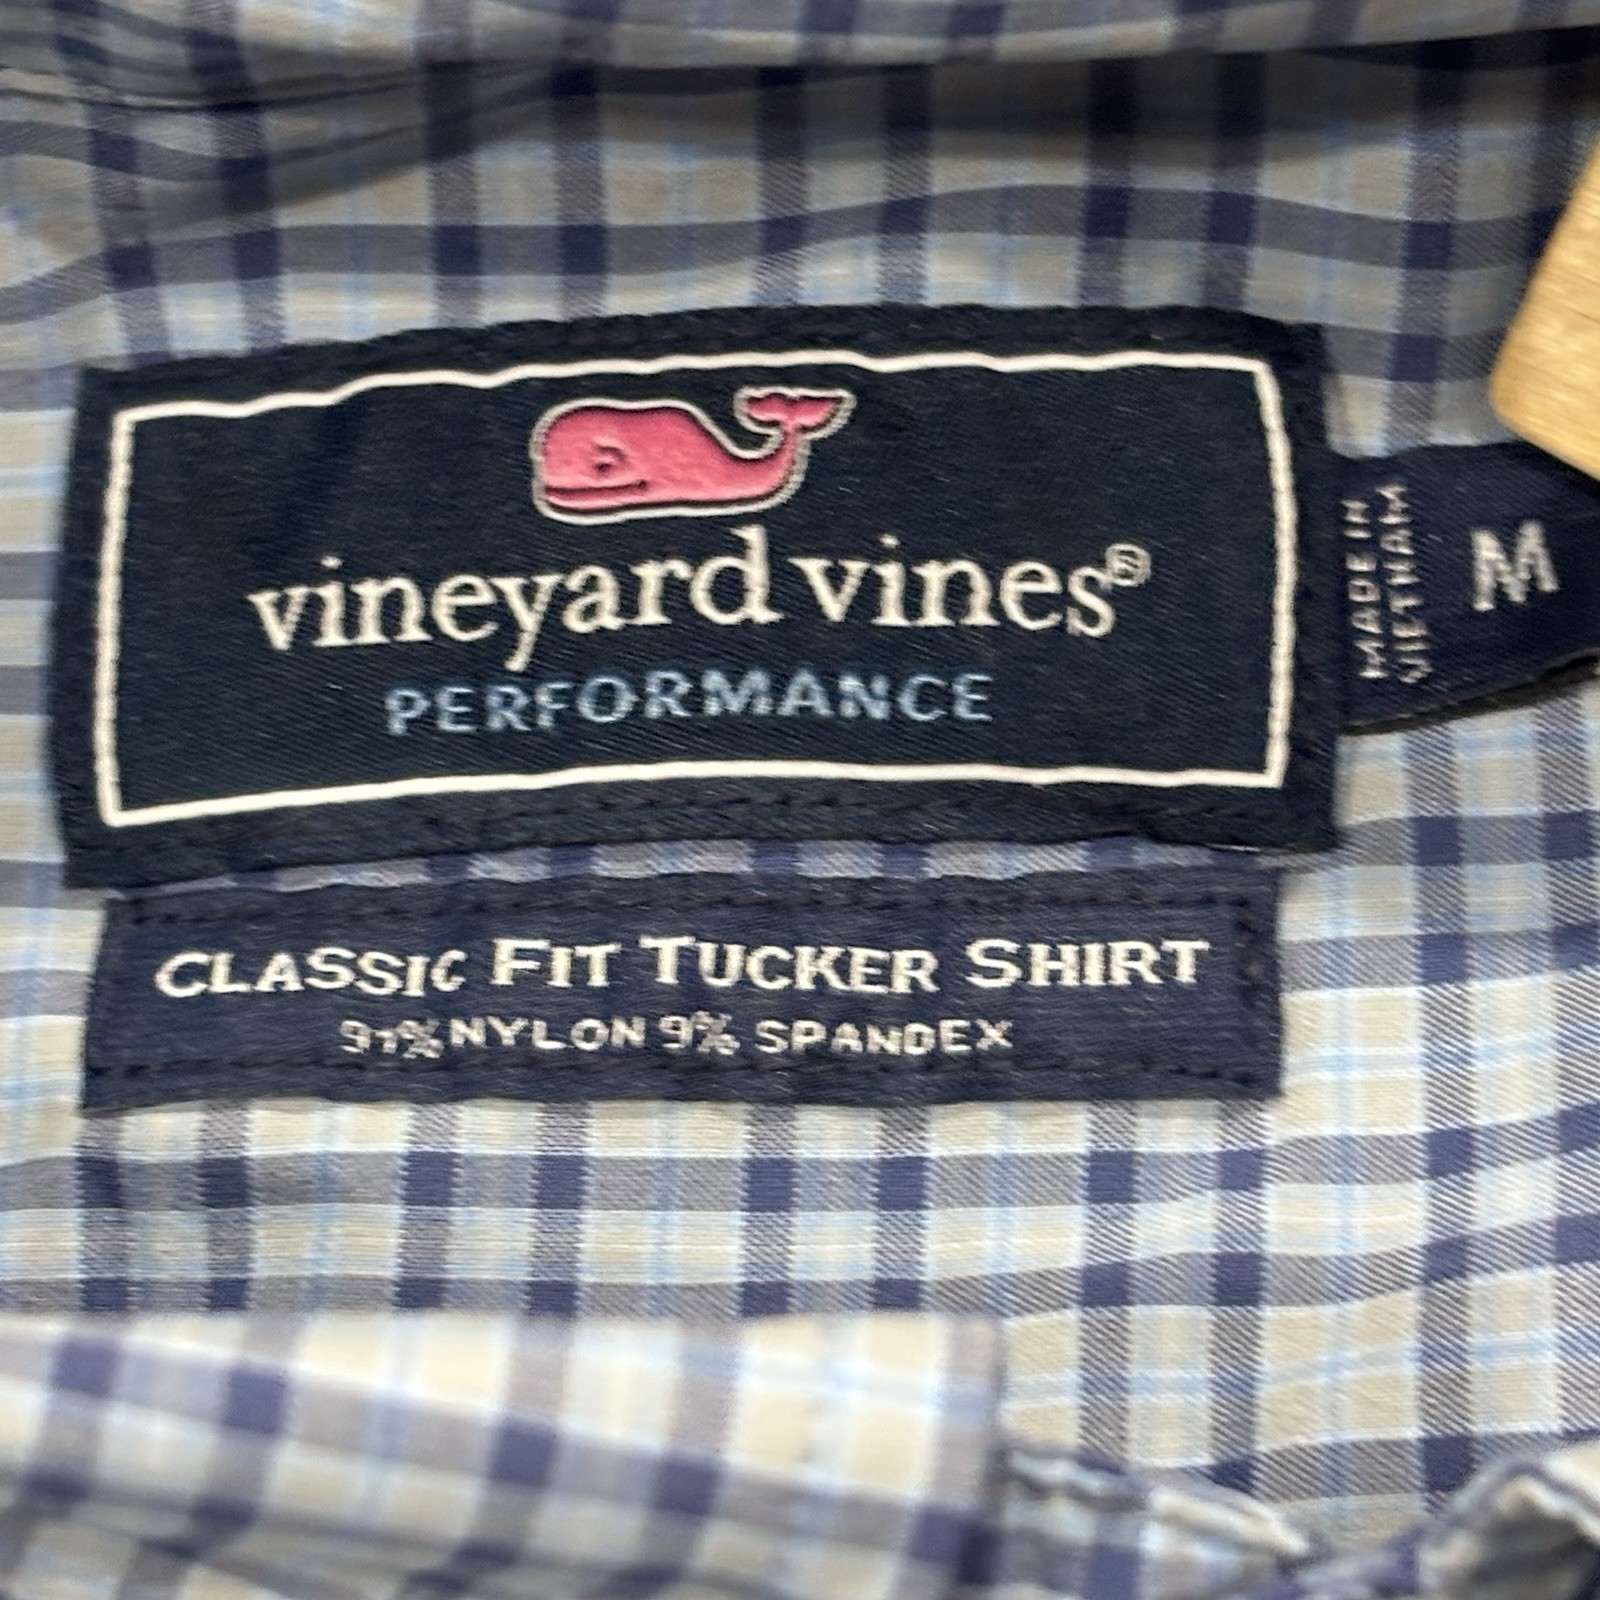 vineyard vines®
PERFORMANCE
MADE IN
VIETNAM
M
CLASSIC FIT TUCKER SHIRT
91% NYLON 9% SPANDEX